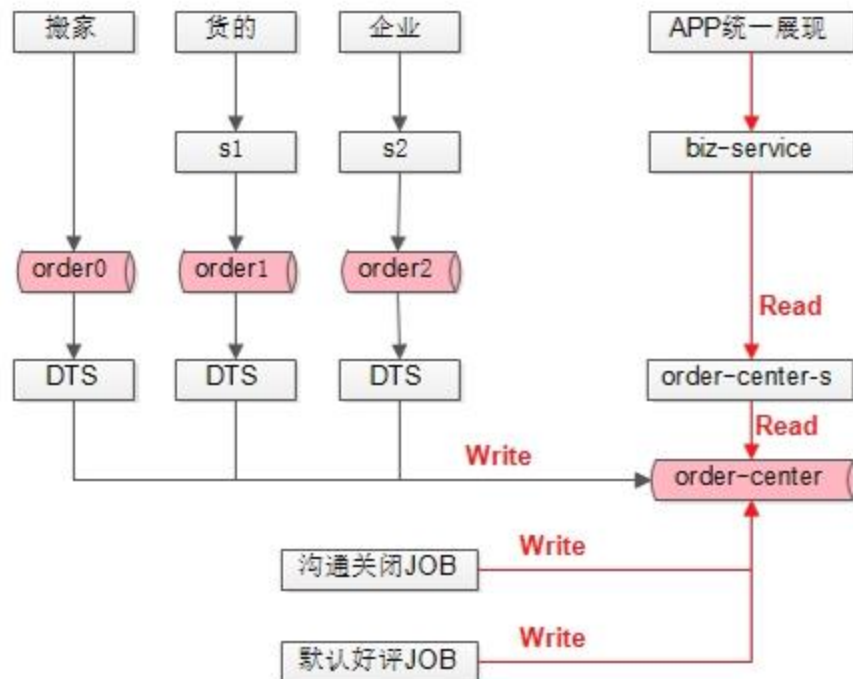 搬家
货的
企业
APP统一展现
s1
s2
biz-service
order0
order1
order2
Read
DTS
DTS
DTS
order-center-s
Read
Write
order-center
Write
沟通关闭JOB
Write
默认好评JOB